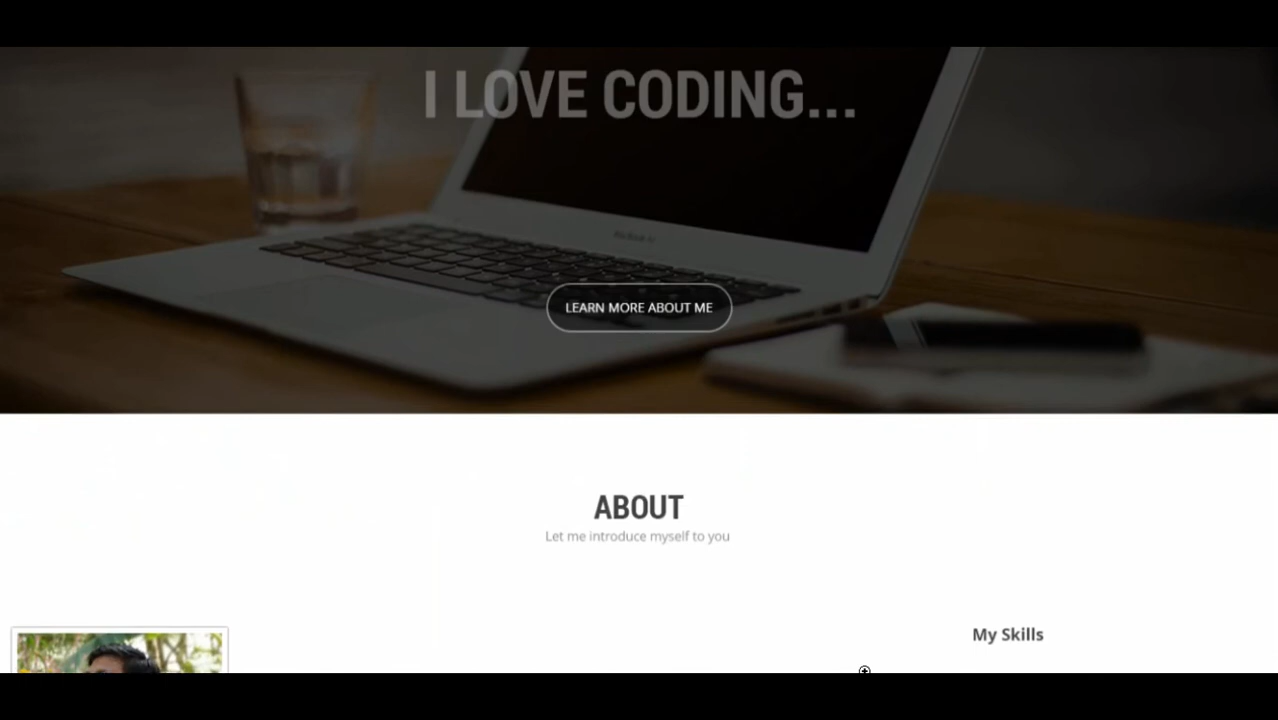 I LOVE CODING...
LEARN MORE ABOUT ME
ABOUT
Let me introduce myself to you
My Skills